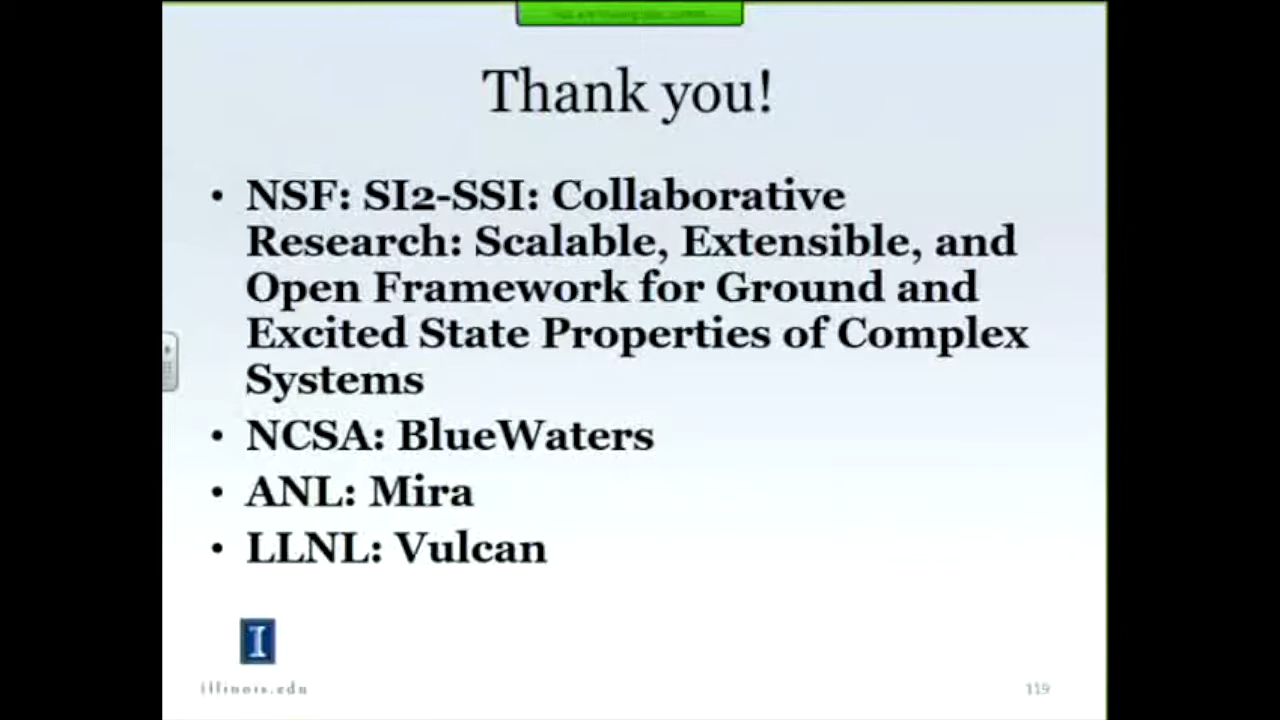 Thank you!
• NSF: SI2-SSI: Collaborative
Research: Scalable, Extensible, and
Open Framework for Ground and
Excited State Properties of Complex
Systems
• NCSA: BlueWaters
• ANL: Mira
• LLNL: Vulcan
I
illinois.edu
119